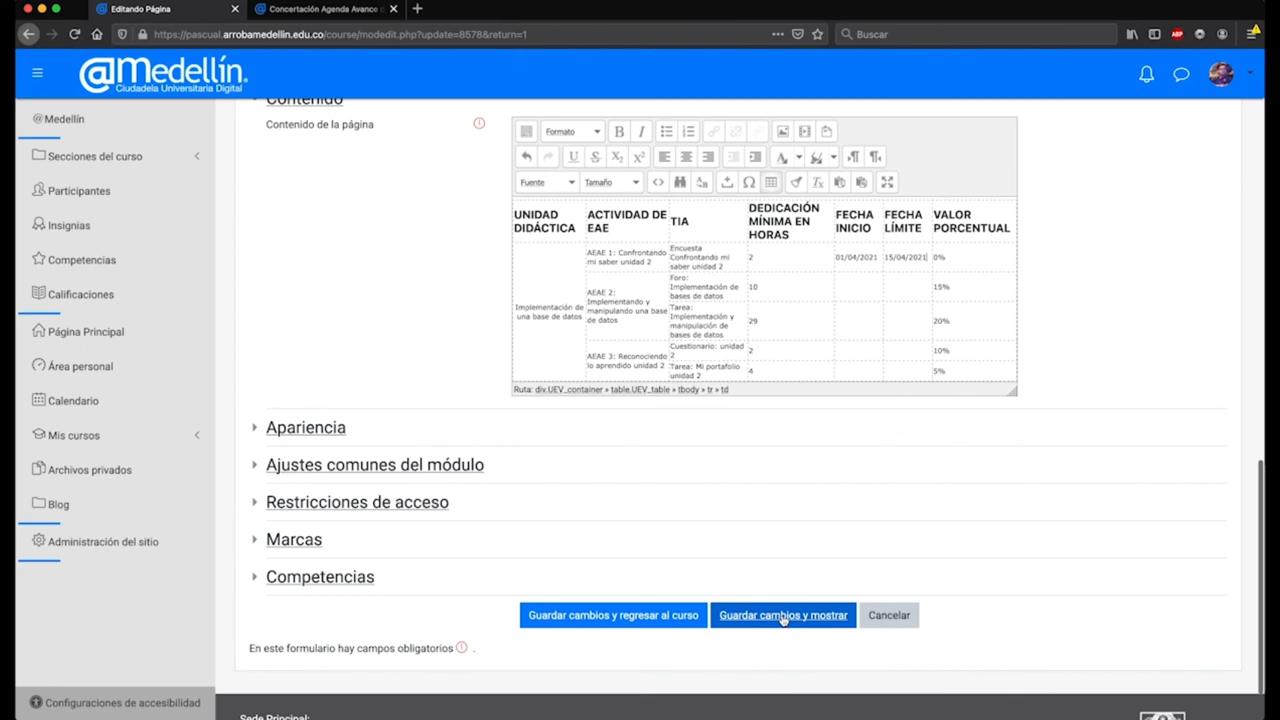 Editando Página
Concertación Agenda Avance d
https://pascual.arrobamedellin.edu.co/course/modedit.php?update=8578&return=1
Buscar
ABP
@Medellín.
Ciudadela Universitaria Digital
@Medellín
Secciones del curso
Participantes
Insignias
Competencias
Calificaciones
Página Principal
Área personal
Calendario
Mis cursos
Archivos privados
Blog
Administración del sitio
Configuraciones de accesibilidad
Contenido
Contenido de la página
Formato
Fuente
Tamaño
UNIDAD DIDÁCTICA
ACTIVIDAD DE EAE
TIA
DEDICACIÓN MÍNIMA EN HORAS
FECHA INICIO
FECHA LÍMITE
VALOR PORCENTUAL
Implementación de una base de datos
AEAE 1: Confrontando mi saber unidad 2
Encuesta Confrontando mi saber unidad 2
2
01/04/2021
15/04/2021
0%
AEAE 2: Implementando y manipulando una base de datos
Foro: Implementación de bases de datos
10
15%
Tarea: Implementación y manipulación de bases de datos
29
20%
AEAE 3: Reconociendo lo aprendido unidad 2
Cuestionario: unidad 2
2
10%
Tarea: Mi portafolio unidad 2
4
5%
Ruta: div.UEV_container » table.UEV_table » tbody » tr » td
Apariencia
Ajustes comunes del módulo
Restricciones de acceso
Marcas
Competencias
Guardar cambios y regresar al curso
Guardar cambios y mostrar
Cancelar
En este formulario hay campos obligatorios .
Sede Principal: